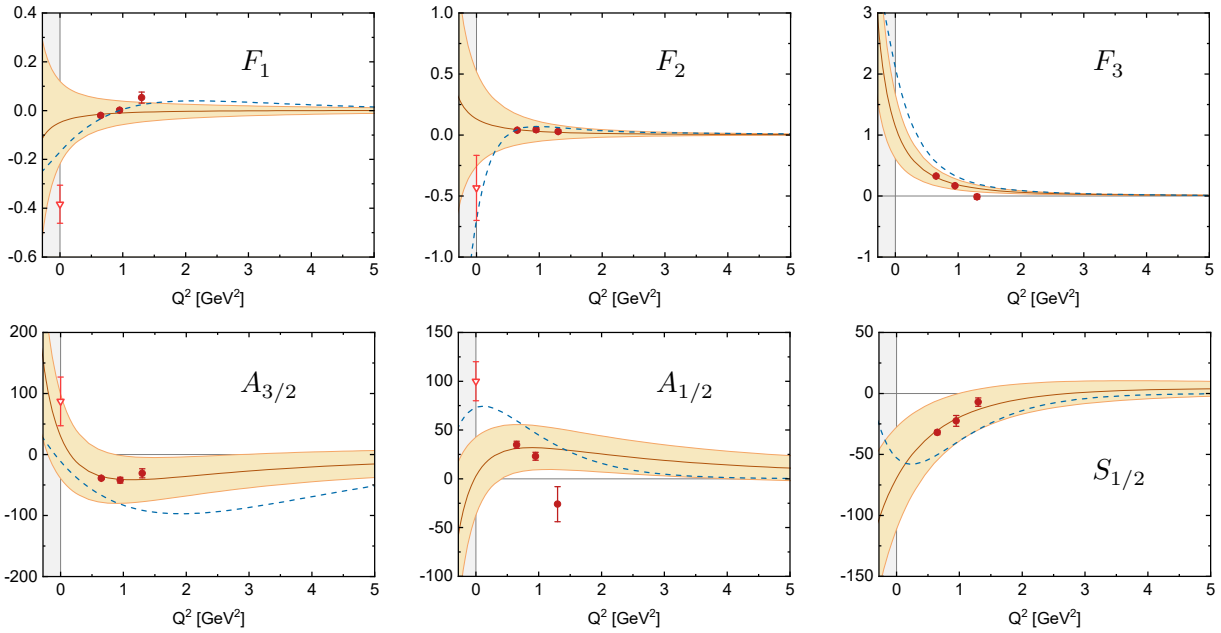 0.4
0.2
0.0
-0.2
-0.4
-0.6
F1
0 1 2 3 4 5
Q² [GeV²]
1.0
0.5
0.0
-0.5
-1.0
F2
0 1 2 3 4 5
Q² [GeV²]
3
2
1
0
-1
F3
0 1 2 3 4 5
Q² [GeV²]
200
100
0
-100
-200
A3/2
0 1 2 3 4 5
Q² [GeV²]
150
100
50
0
-50
-100
A1/2
0 1 2 3 4 5
Q² [GeV²]
50
0
-50
-100
-150
S1/2
0 1 2 3 4 5
Q² [GeV²]